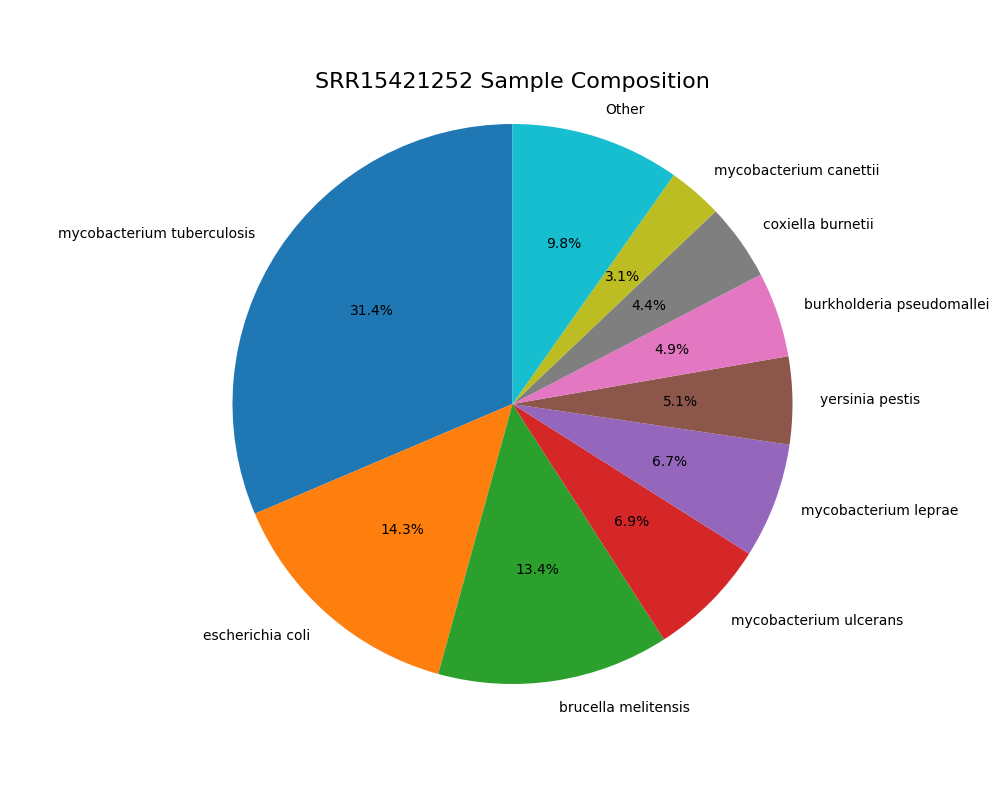 SRR15421252 Sample Composition
Other
mycobacterium canettii
coxiella burnetii
mycobacterium tuberculosis
9.8%
3.1%
4.4%
burkholderia pseudomallei
31.4%
4.9%
yersinia pestis
5.1%
6.7%
mycobacterium leprae
6.9%
14.3%
13.4%
mycobacterium ulcerans
escherichia coli
brucella melitensis